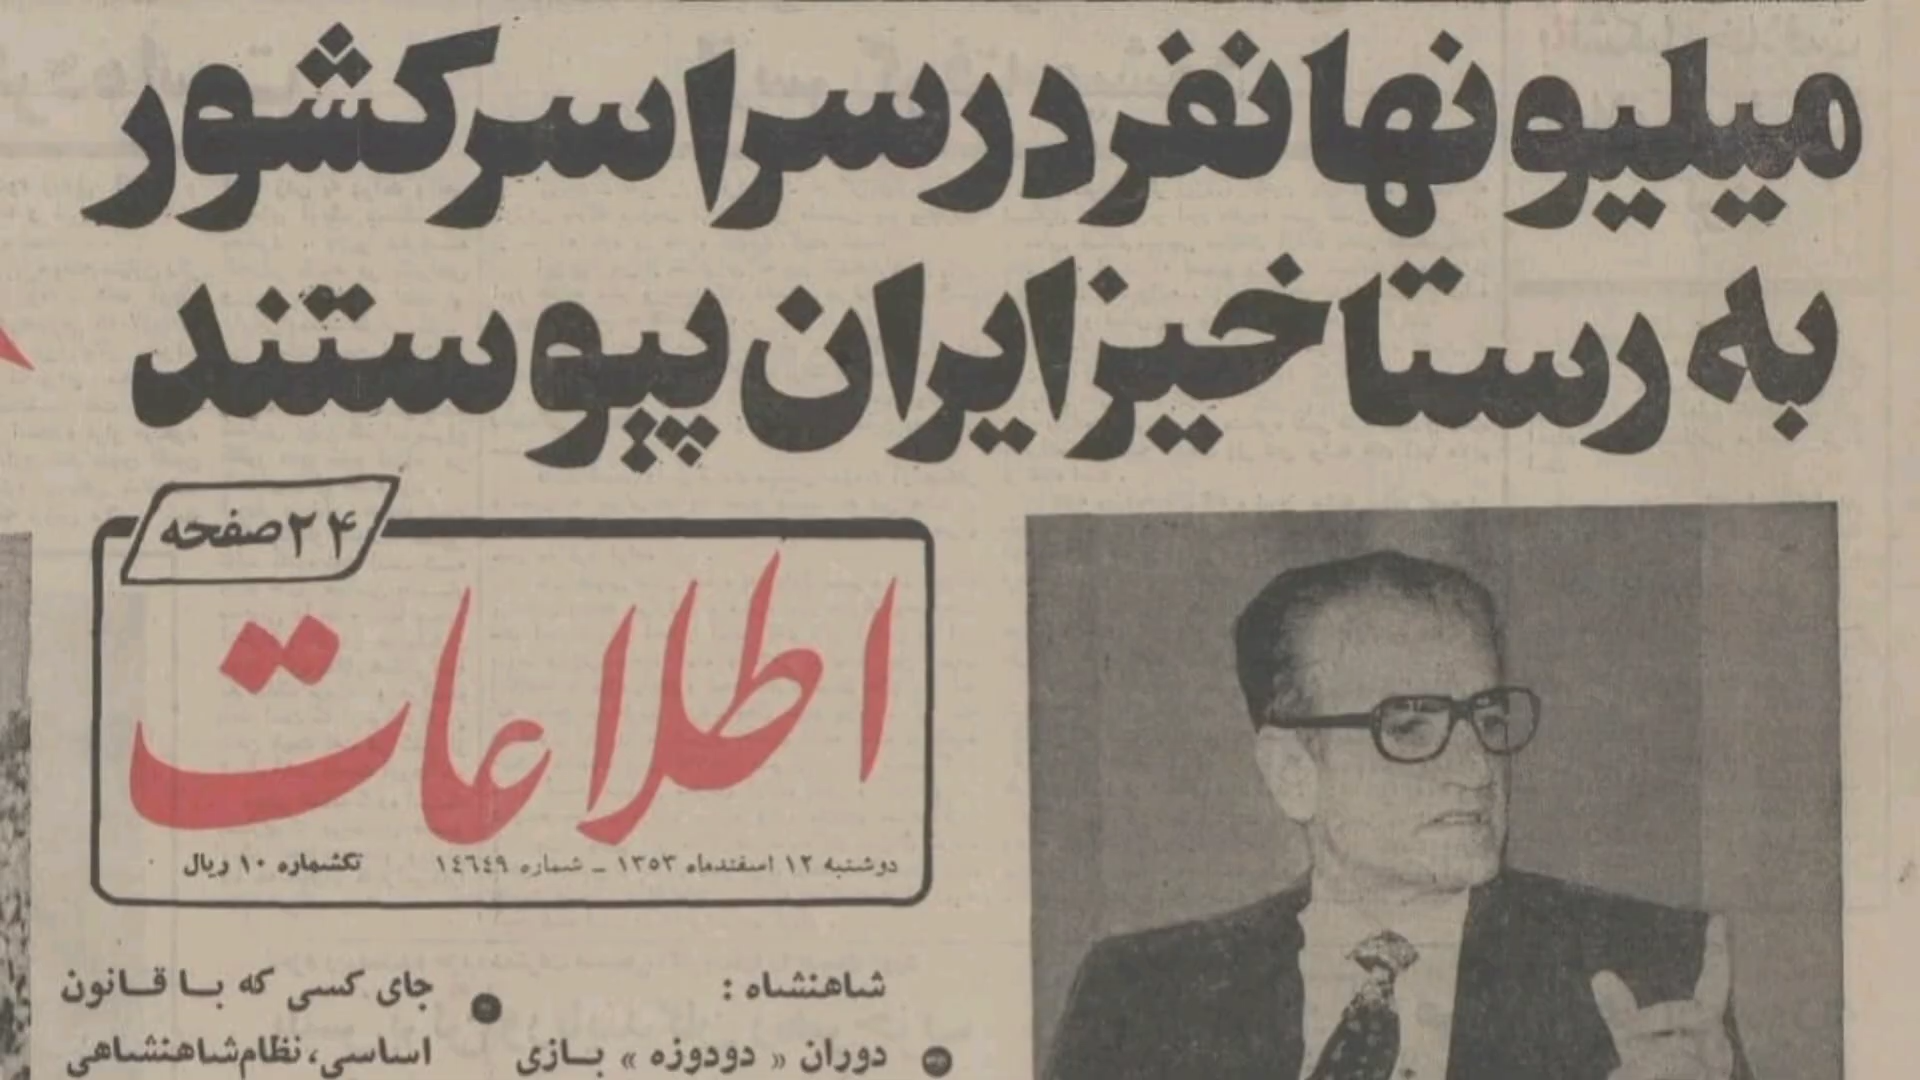 میلیونها نفر در سراسر کشور
به رستاخیز ایران پیوستند
۲۴ صفحه
اطلاعات
دوشنبه ۱۲ اسفندماه ۱۳۵۳ ـ شماره ۱٤٦٤۹
تکشماره ۱۰ ریال
شاهنشاه :
دوران « دودوزه » بازی
جای کسی که با قانون
اساسی، نظام‌شاهنشاهی